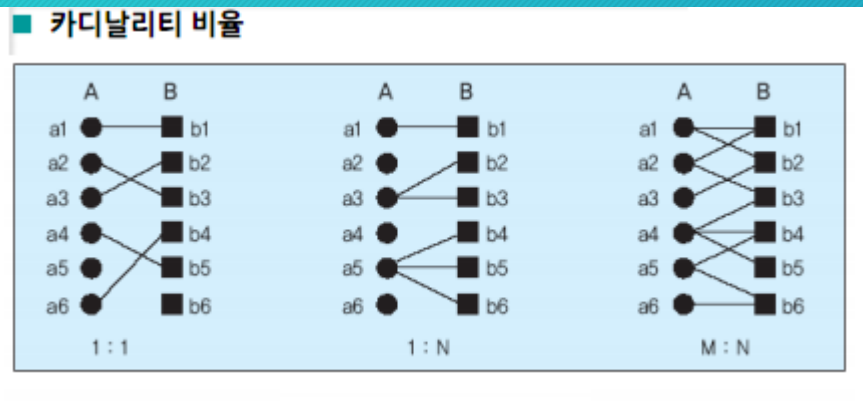 카디날리티 비율
A B A B A B
a1 b1 a1 b1 a1 b1
a2 b2 a2 b2 a2 b2
a3 b3 a3 b3 a3 b3
a4 b4 a4 b4 a4 b4
a5 b5 a5 b5 a5 b5
a6 b6 a6 b6 a6 b6
1 : 1 1 : N M : N